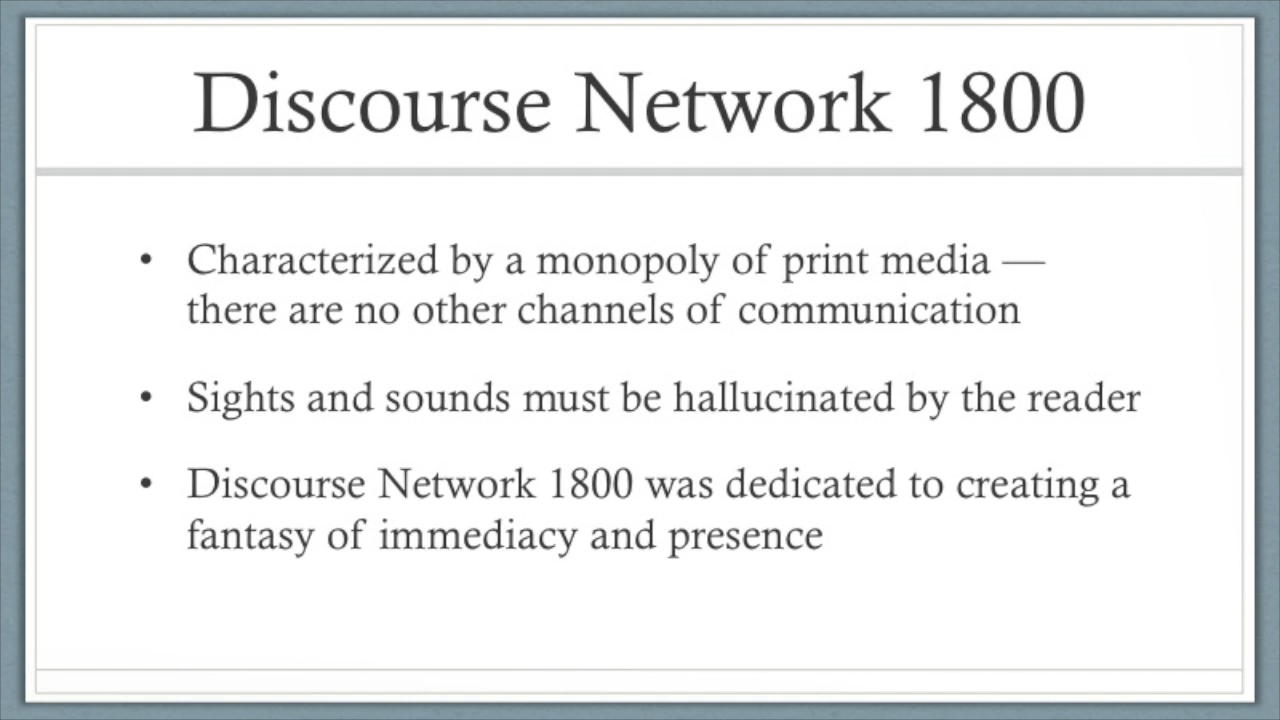 Discourse Network 1800
• Characterized by a monopoly of print media —
there are no other channels of communication
• Sights and sounds must be hallucinated by the reader
• Discourse Network 1800 was dedicated to creating a
fantasy of immediacy and presence